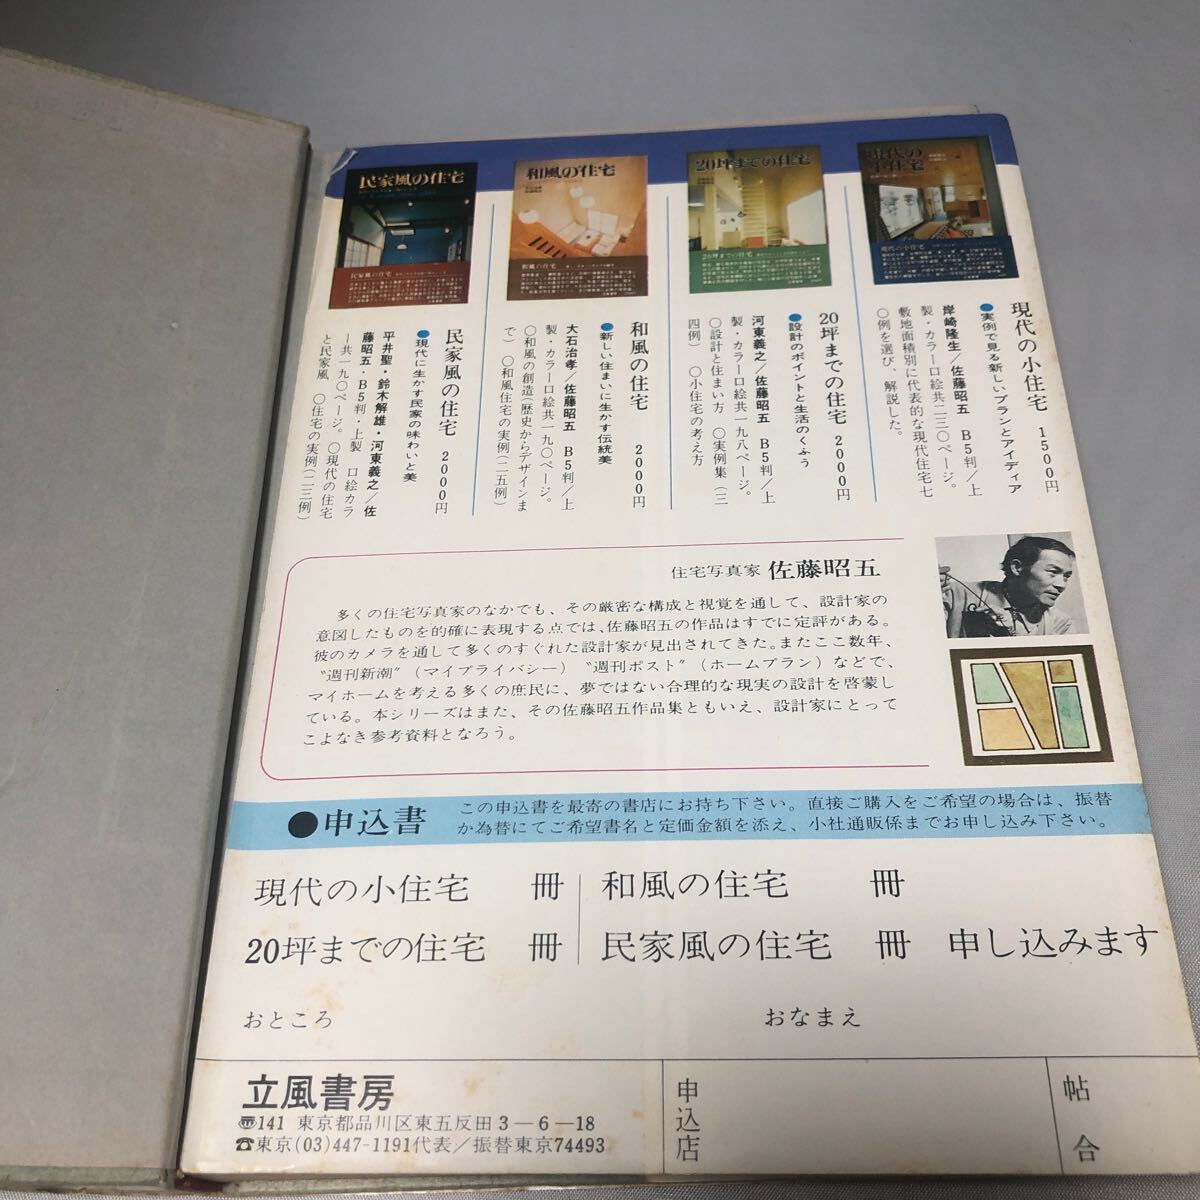 民家風の住宅
和風の住宅
20坪までの住宅
現代の
小住宅
民家風の住宅
和風の住宅
20坪までの住宅
現代の小住宅
現代の小住宅 1500円
●実例で見る新しいプランとアイディア
岸崎隆生/佐藤昭五 B5判/上
製・カラー口絵共二三〇ページ。
敷地面積別に代表的な現代住宅七
〇例を選び、解説した。
20坪までの住宅 2000円
●設計のポイントと生活のくふう
河東義之/佐藤昭五 B5判/上
製・カラー口絵共一九八ページ。
〇設計と住まい方 〇実例集(三
四例) 〇小住宅の考え方
和風の住宅 2000円
●新しい住まいに生かす伝統美
大石治孝/佐藤昭五 B5判/上
製・カラー口絵共一九〇ページ。
〇和風の創造(歴史からデザインま
で) 〇和風住宅の実例(二五例)
民家風の住宅 2000円
●現代に生かす民家の味わいと美
平井聖・鈴木解雄・河東義之/佐
藤昭五・B5判・上製 口絵カラ
ー共一九〇ページ。〇現代の住宅
と民家風 〇住宅の実例(二三例)
住宅写真家 佐藤昭五
多くの住宅写真家のなかでも、その厳密な構成と視覚を通して、設計家の
意図したものを的確に表現する点では、佐藤昭五の作品はすでに定評がある。
彼のカメラを通して多くのすぐれた設計家が見出されてきた。またここ数年、
〝週刊新潮〟(マイプライバシー)〝週刊ポスト〟(ホームプラン)などで、
マイホームを考える多くの庶民に、夢ではない合理的な現実の設計を啓蒙し
ている。本シリーズはまた、その佐藤昭五作品集ともいえ、設計家にとって
こよなき参考資料となろう。
●申込書
この申込書を最寄の書店にお持ち下さい。直接ご購入をご希望の場合は、振替
か為替にてご希望書名と定価金額を添え、小社通販係までお申し込み下さい。
現代の小住宅 冊 和風の住宅 冊
20坪までの住宅 冊 民家風の住宅 冊 申し込みます
おところ おなまえ
立風書房
〠141 東京都品川区東五反田3－6－18
☎東京(03)447-1191代表/振替東京74493
申込店
帖合